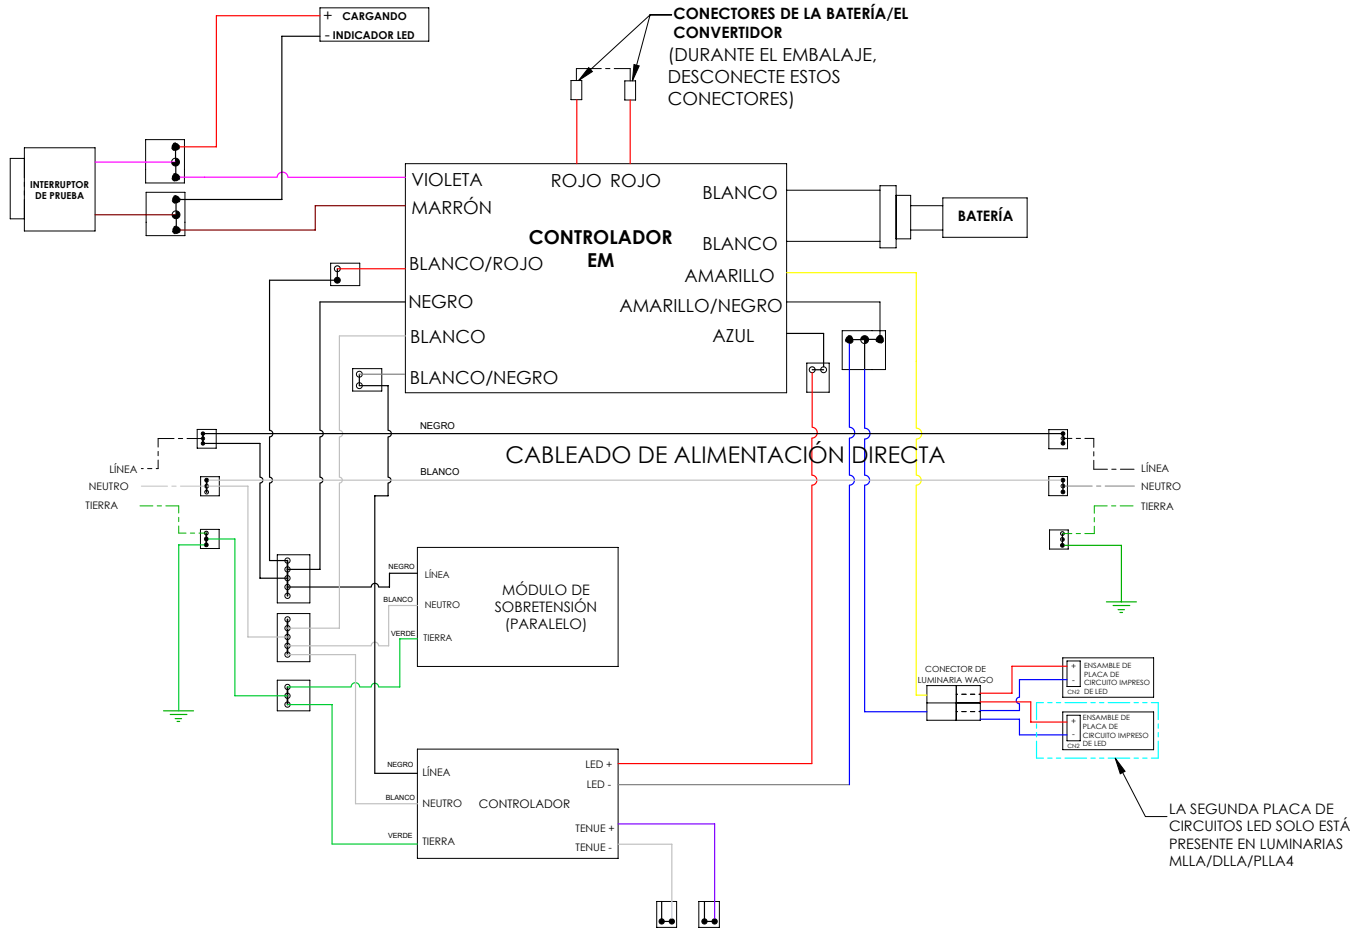 + CARGANDO
- INDICADOR LED
CONECTORES DE LA BATERÍA/EL
CONVERTIDOR
(DURANTE EL EMBALAJE,
DESCONECTE ESTOS
CONECTORES)
INTERRUPTOR
DE PRUEBA
VIOLETA
MARRÓN
BLANCO/ROJO
NEGRO
BLANCO
BLANCO/NEGRO
ROJO ROJO
CONTROLADOR
EM
BLANCO
BLANCO
AMARILLO
AMARILLO/NEGRO
AZUL
BATERÍA
NEGRO
CABLEADO DE ALIMENTACIÓN DIRECTA
BLANCO
LÍNEA
NEUTRO
TIERRA
LÍNEA
NEUTRO
TIERRA
NEGRO
LÍNEA
BLANCO
NEUTRO
VERDE
TIERRA
MÓDULO DE
SOBRETENSIÓN
(PARALELO)
CONECTOR DE
LUMINARIA WAGO
+
-
CN2
ENSAMBLE DE
PLACA DE
CIRCUITO IMPRESO
DE LED
+
-
CN2
ENSAMBLE DE
PLACA DE
CIRCUITO IMPRESO
DE LED
NEGRO
LÍNEA
BLANCO
NEUTRO
VERDE
TIERRA
CONTROLADOR
LED +
LED -
TENUE +
TENUE -
LA SEGUNDA PLACA DE
CIRCUITOS LED SOLO ESTÁ
PRESENTE EN LUMINARIAS
MLLA/DLLA/PLLA4